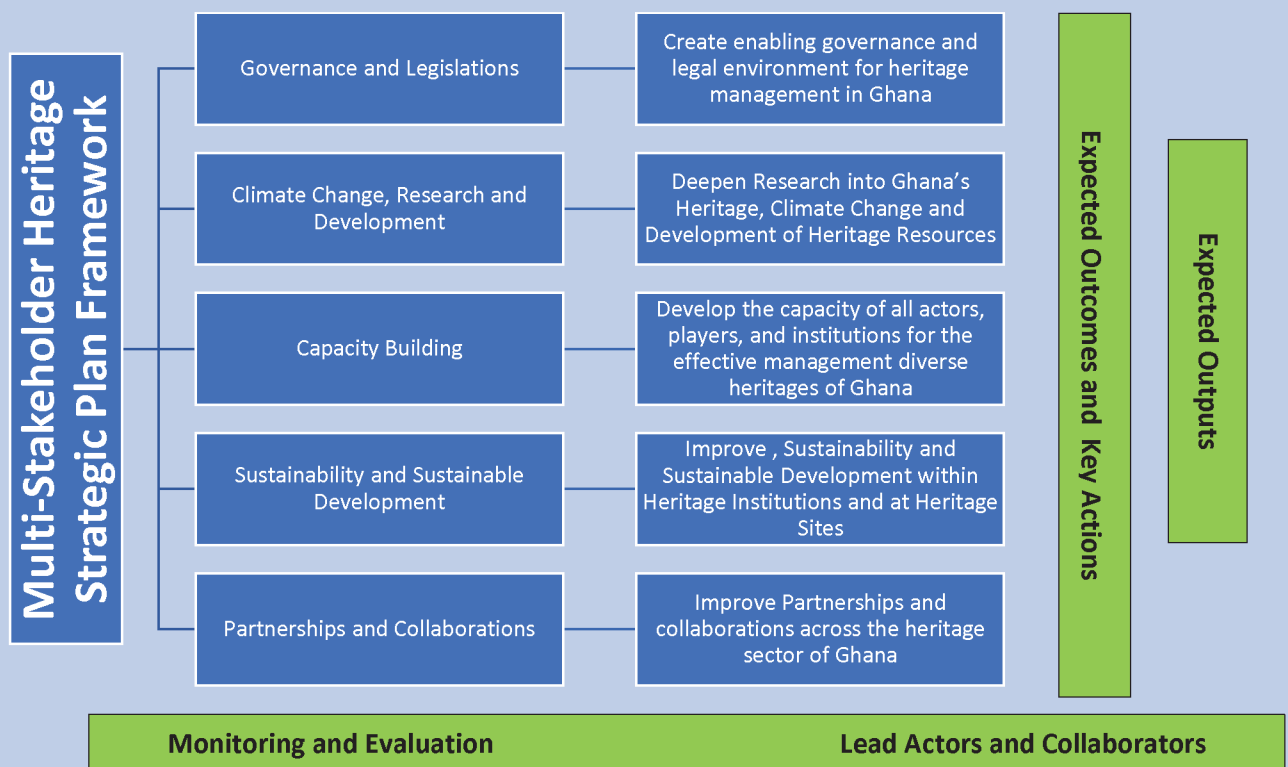 Multi-Stakeholder Heritage
Strategic Plan Framework
Governance and Legislations
Create enabling governance and
legal environment for heritage
management in Ghana
Climate Change, Research and
Development
Deepen Research into Ghana’s
Heritage, Climate Change and
Development of Heritage Resources
Capacity Building
Develop the capacity of all actors,
players, and institutions for the
effective management diverse
heritages of Ghana
Sustainability and Sustainable
Development
Improve , Sustainability and
Sustainable Development within
Heritage Institutions and at Heritage
Sites
Partnerships and Collaborations
Improve Partnerships and
collaborations across the heritage
sector of Ghana
Expected Outcomes and Key Actions
Expected Outputs
Monitoring and Evaluation
Lead Actors and Collaborators